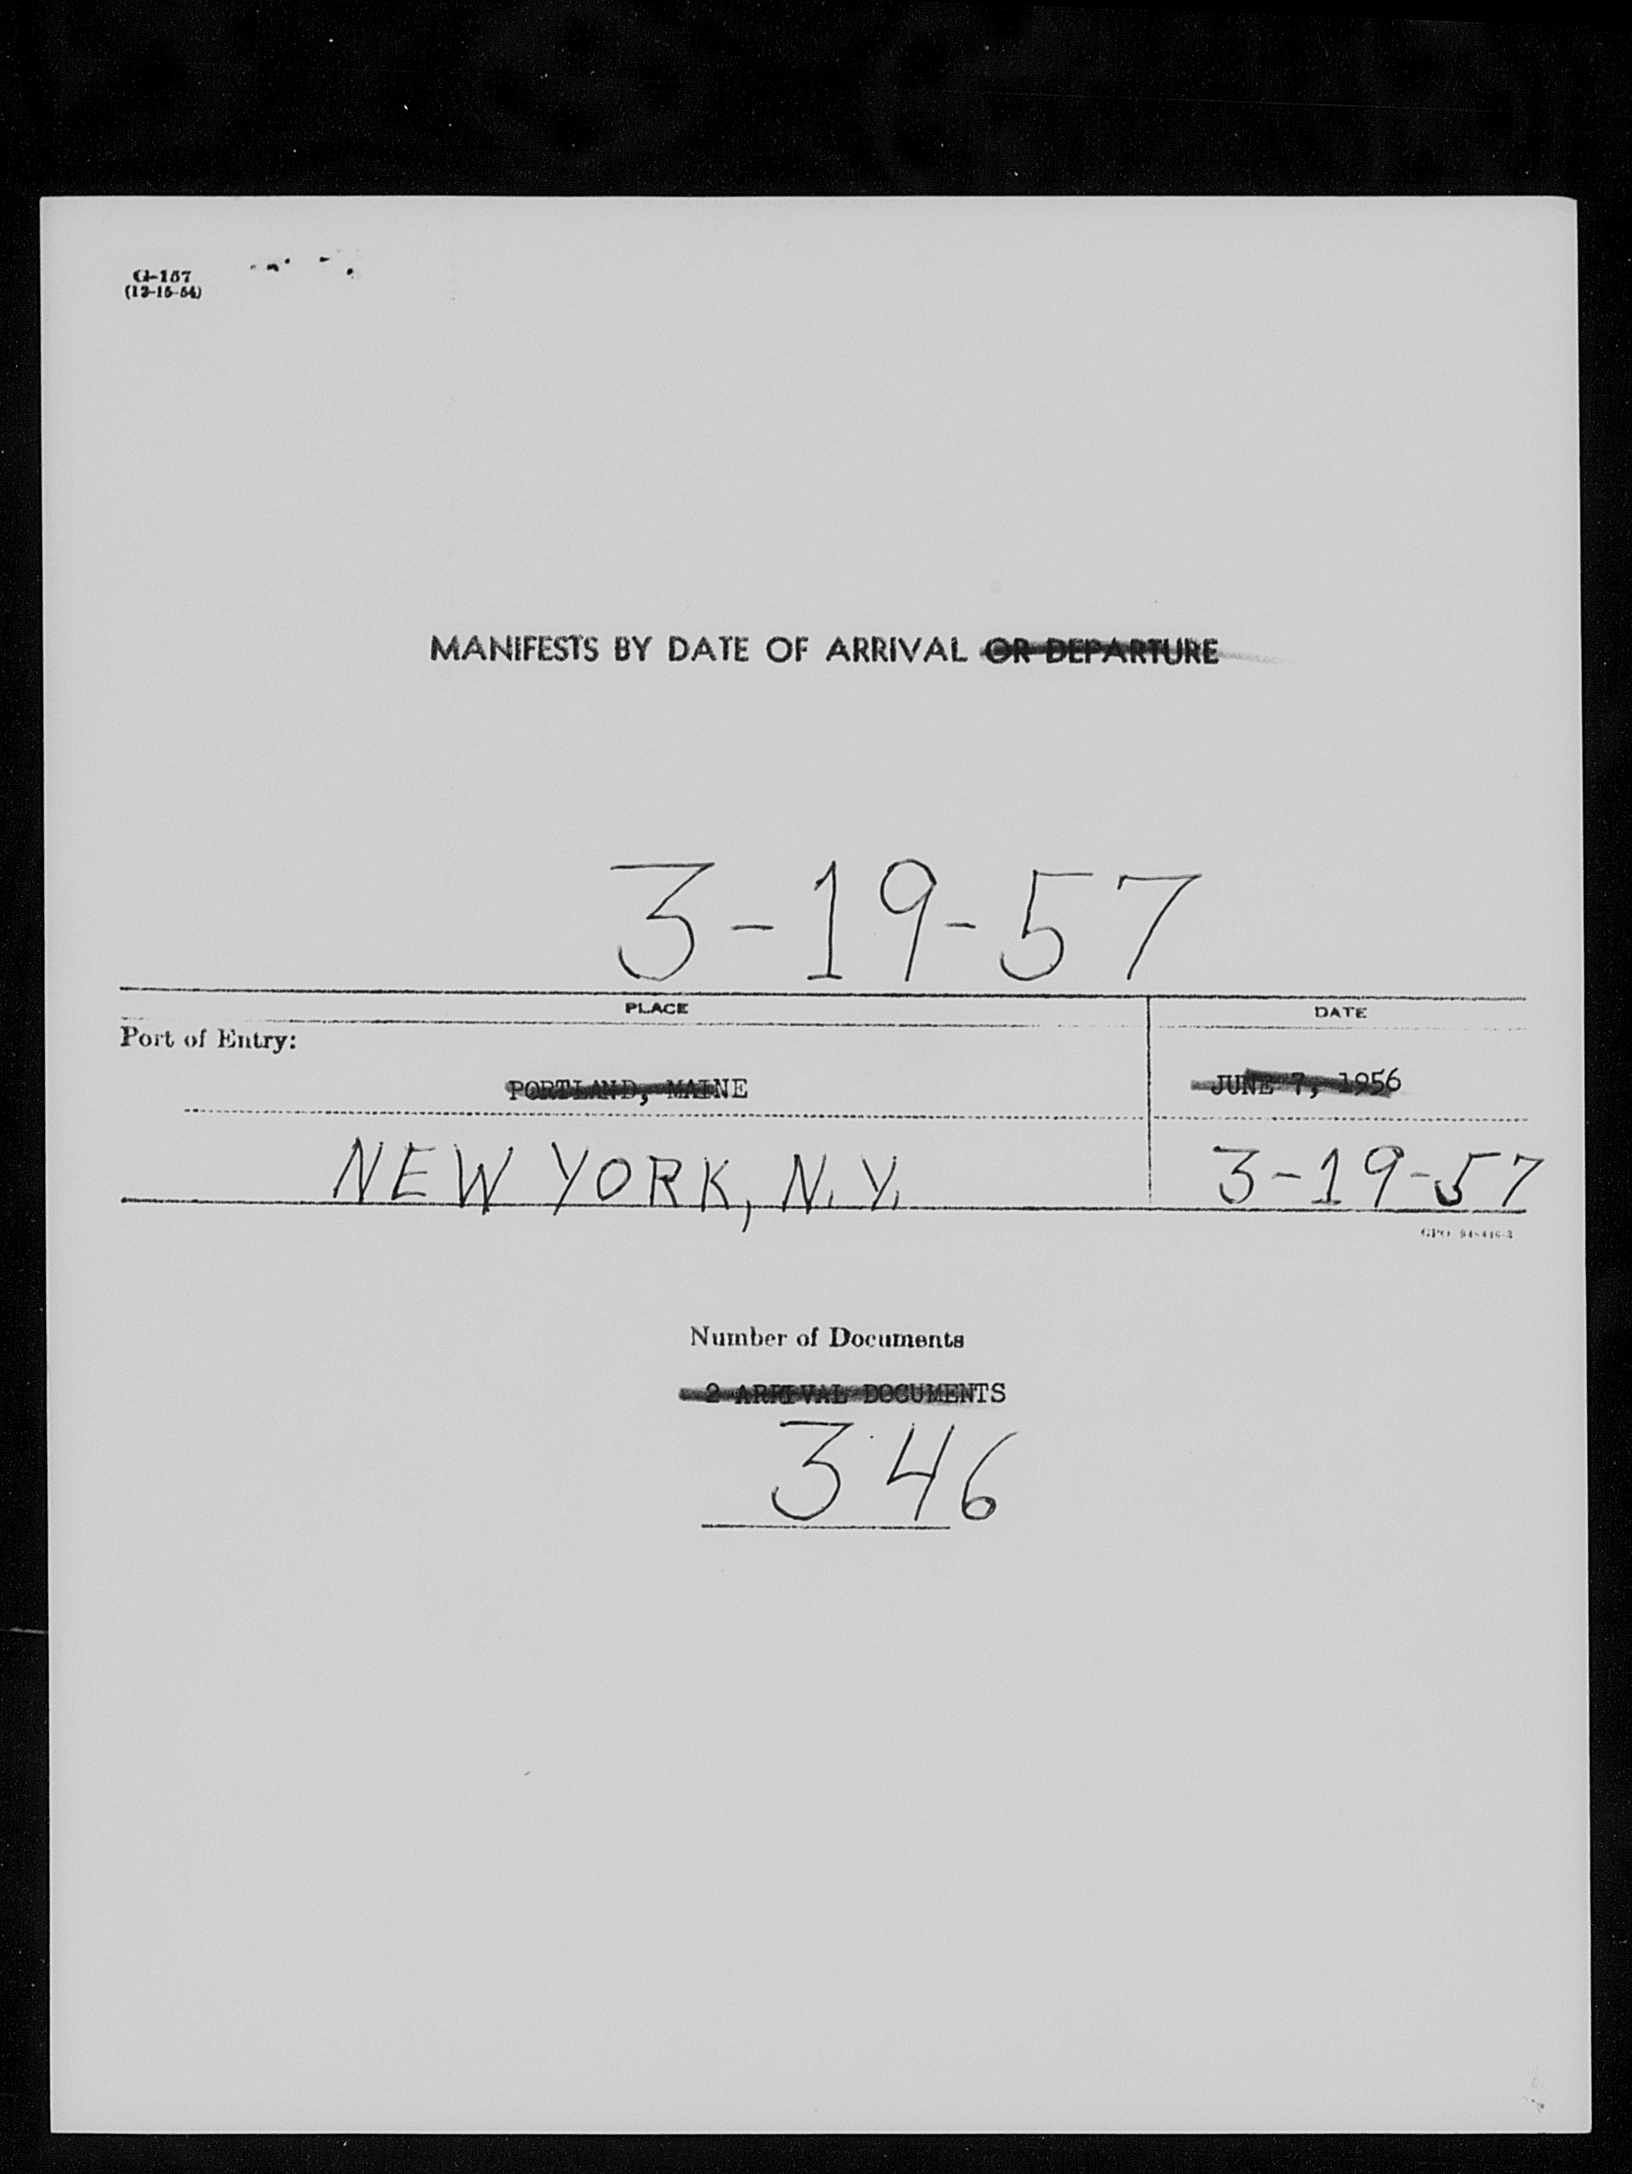 G-157
(12-15-54)
MANIFESTS BY DATE OF ARRIVAL OR DEPARTURE
3-19-57
PLACE
DATE
Port of Entry:
PORTLAND, MAINE
JUNE 7, 1956
NEW YORK, N.Y.
3-19-57
GPO
Number of Documents
2 ARRIVAL DOCUMENTS
346